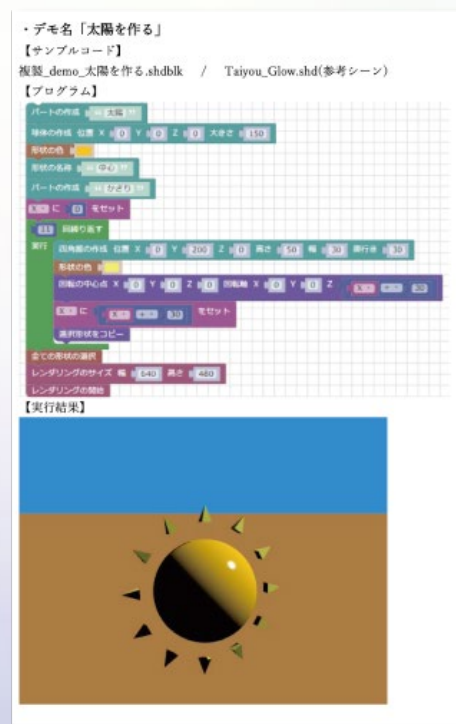 ・デモ名「太陽を作る」
【サンプルコード】
複製_demo_太陽を作る.shdblk / Taiyou_Glow.shd(参考シーン)
【プログラム】
パートの作成 “ 太陽 ”
球体の作成 位置 X 0 Y 0 Z 0 大きさ 150
形状の色
形状の名称 “ 中心 ”
パートの作成 “ かざり ”
X に 0 をセット
11 回繰り返す
実行 四角錐の作成 位置 X 0 Y 200 Z 0 高さ 50 幅 30 奥行き 30
形状の色
回転の中心点 X 0 Y 0 Z 0 回転軸 X 0 Y 0 Z X + 30
X に X + 30 をセット
選択形状をコピー
全ての形状の選択
レンダリングのサイズ 幅 640 高さ 480
レンダリングの開始
【実行結果】